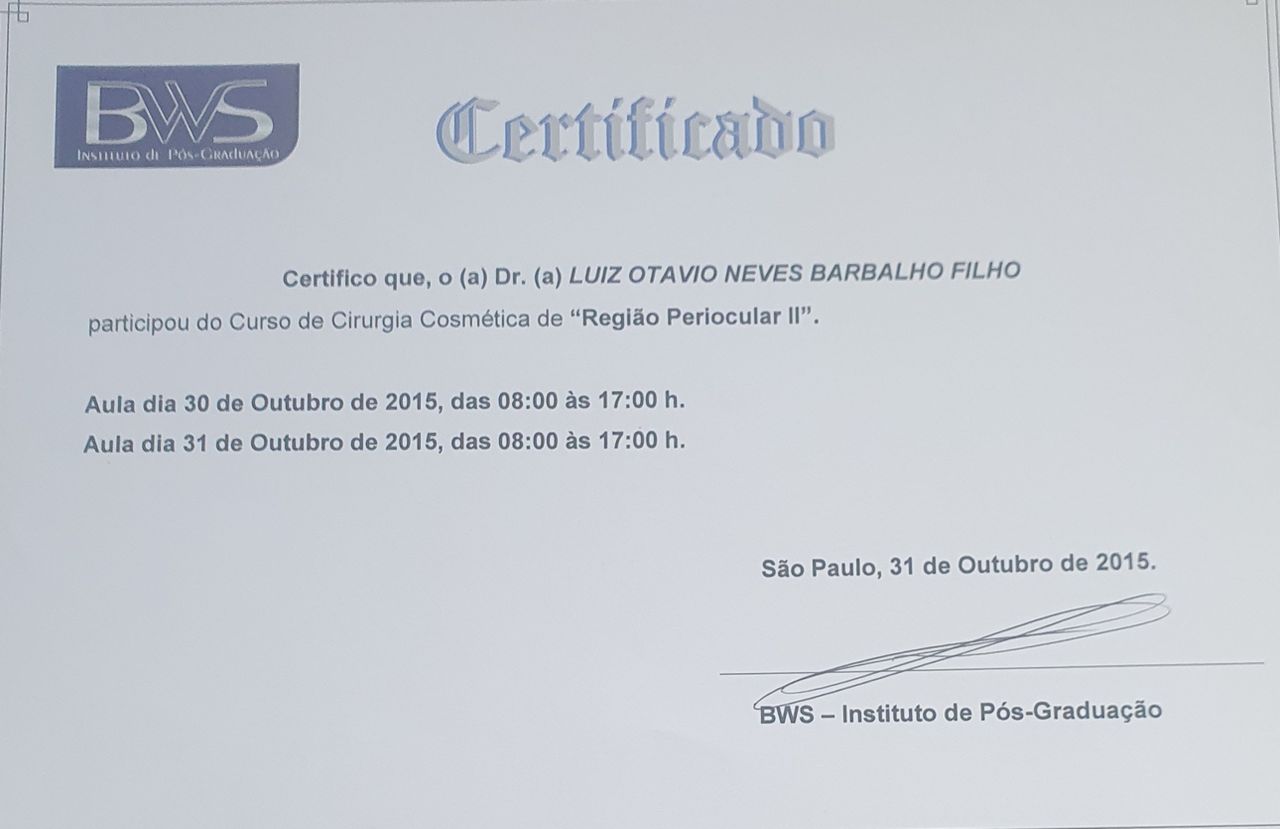 BWS
Instituto de Pós-Graduação
Certificado
Certifico que, o (a) Dr. (a) LUIZ OTAVIO NEVES BARBALHO FILHO
participou do Curso de Cirurgia Cosmética de “Região Periocular II”.
Aula dia 30 de Outubro de 2015, das 08:00 às 17:00 h.
Aula dia 31 de Outubro de 2015, das 08:00 às 17:00 h.
São Paulo, 31 de Outubro de 2015.
BWS – Instituto de Pós-Graduação